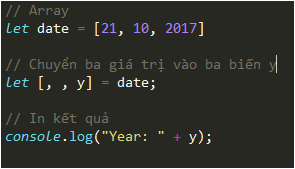 // Array
let date = [21, 10, 2017]
// Chuyển ba giá trị vào ba biến y
let [, , y] = date;
// In kết quả
console.log("Year: " + y);